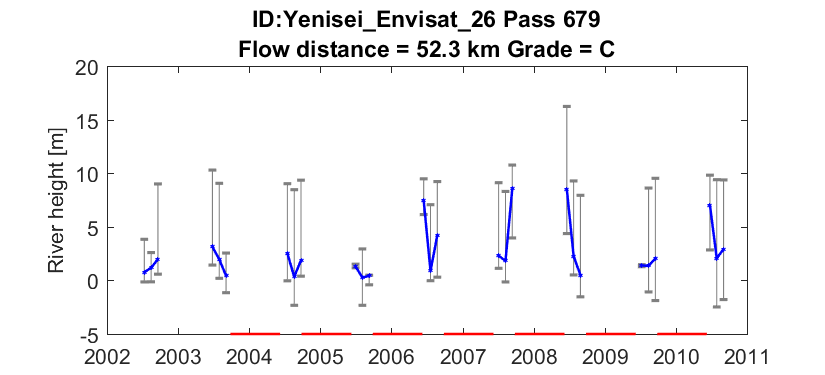 ID:Yenisei_Envisat_26 Pass 679
Flow distance = 52.3 km Grade = C
River height [m]
20
15
10
5
0
-5
2002 2003 2004 2005 2006 2007 2008 2009 2010 2011